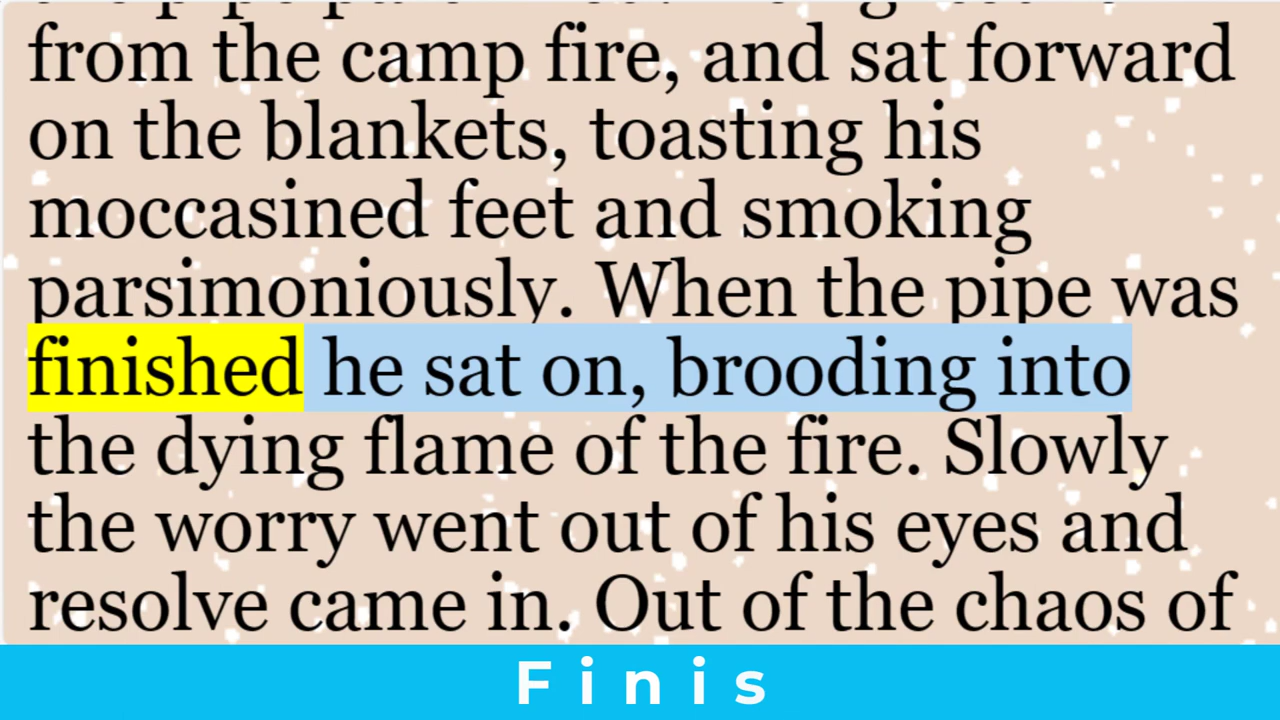 from the camp fire, and sat forward
on the blankets, toasting his
moccasined feet and smoking
parsimoniously. When the pipe was
finished he sat on, brooding into
the dying flame of the fire. Slowly
the worry went out of his eyes and
resolve came in. Out of the chaos of
Finis